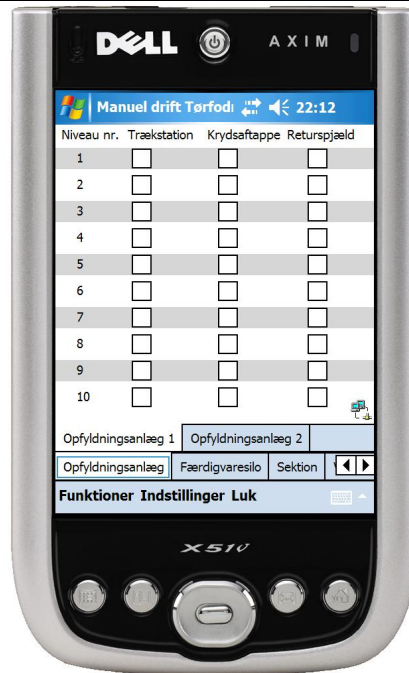 DELL AXIM
Manuel drift Tørfod 22:12
Niveau nr. Trækstation Krydsaftappe Returspjæld
1
2
3
4
5
6
7
8
9
10
Opfyldningsanlæg 1 Opfyldningsanlæg 2
Opfyldningsanlæg Færdigvaresilo Sektion V
Funktioner Indstillinger Luk
X51v